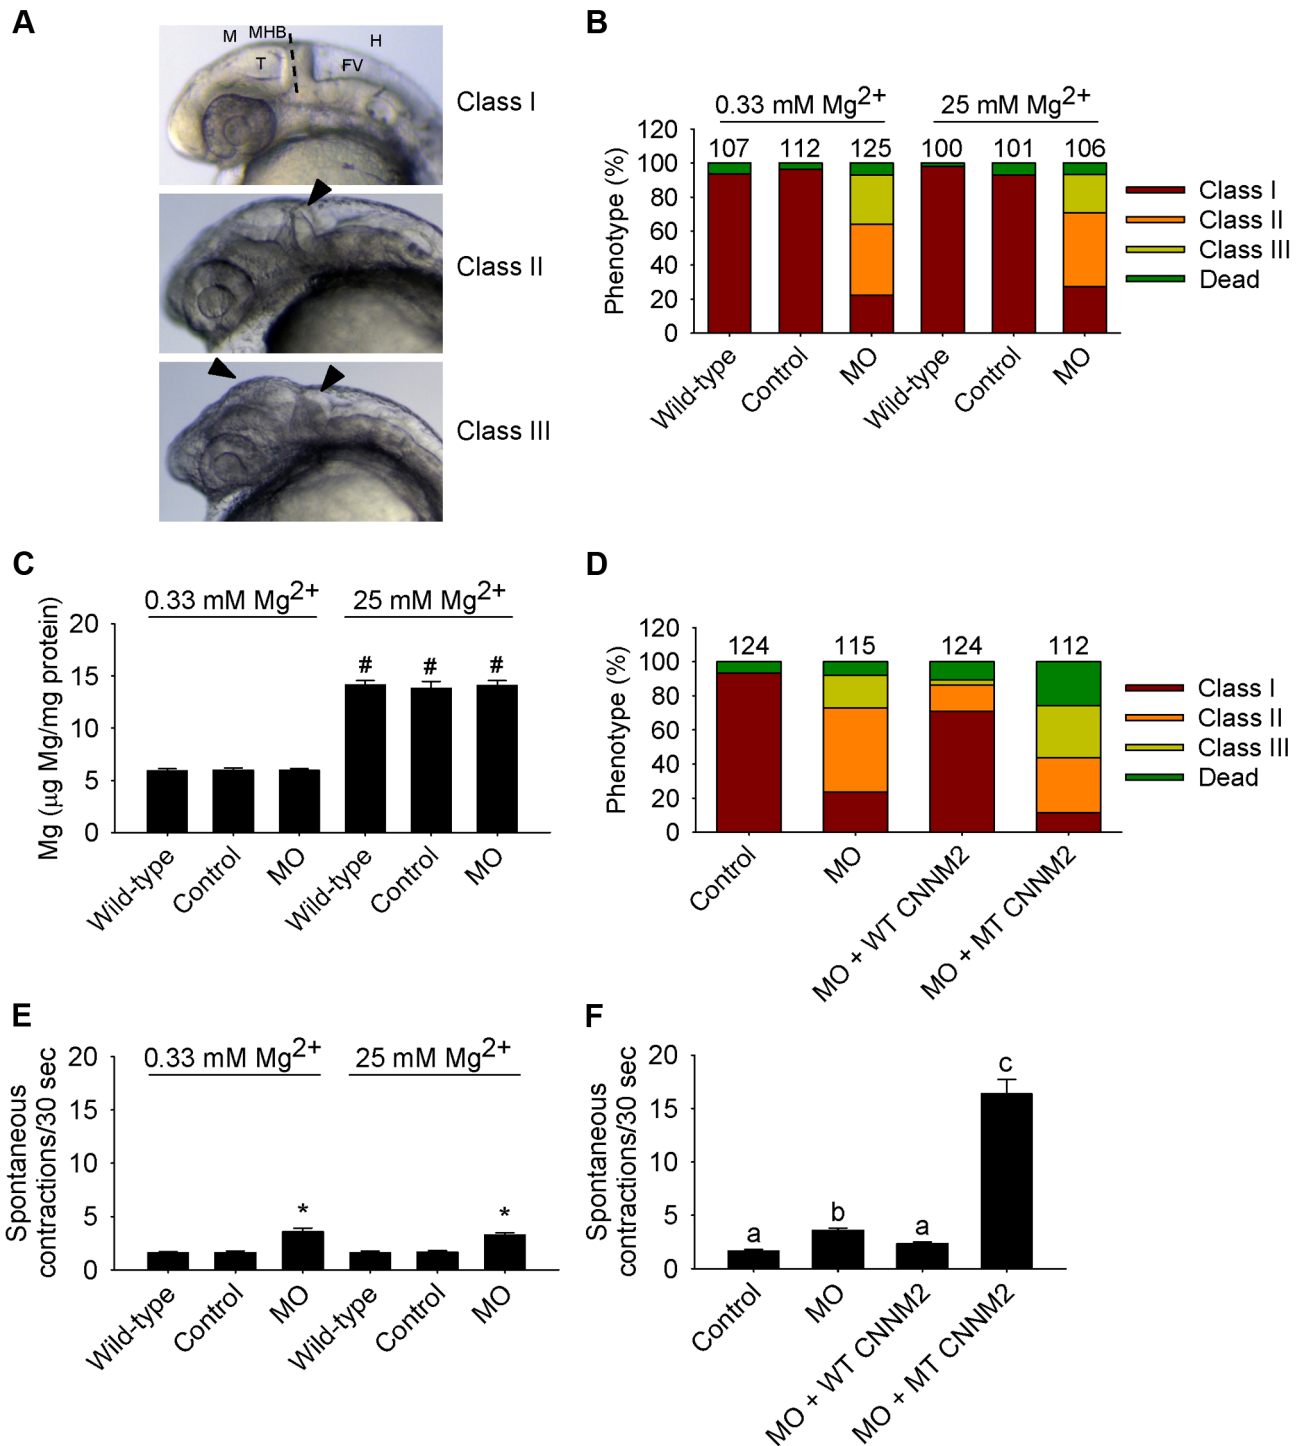 A
M MHB H
T FV
Class I
Class II
Class III
B
0.33 mM Mg2+ 25 mM Mg2+
Phenotype (%)
120
100
80
60
40
20
0
107 112 125 100 101 106
Wild-type Control MO Wild-type Control MO
Class I
Class II
Class III
Dead
C
0.33 mM Mg2+ 25 mM Mg2+
Mg (μg Mg/mg protein)
20
15
10
5
0
# # #
Wild-type Control MO Wild-type Control MO
D
Phenotype (%)
120
100
80
60
40
20
0
124 115 124 112
Control MO MO + WT CNNM2 MO + MT CNNM2
Class I
Class II
Class III
Dead
E
0.33 mM Mg2+ 25 mM Mg2+
Spontaneous
contractions/30 sec
20
15
10
5
0
* *
Wild-type Control MO Wild-type Control MO
F
Spontaneous
contractions/30 sec
20
15
10
5
0
a b a c
Control MO MO + WT CNNM2 MO + MT CNNM2